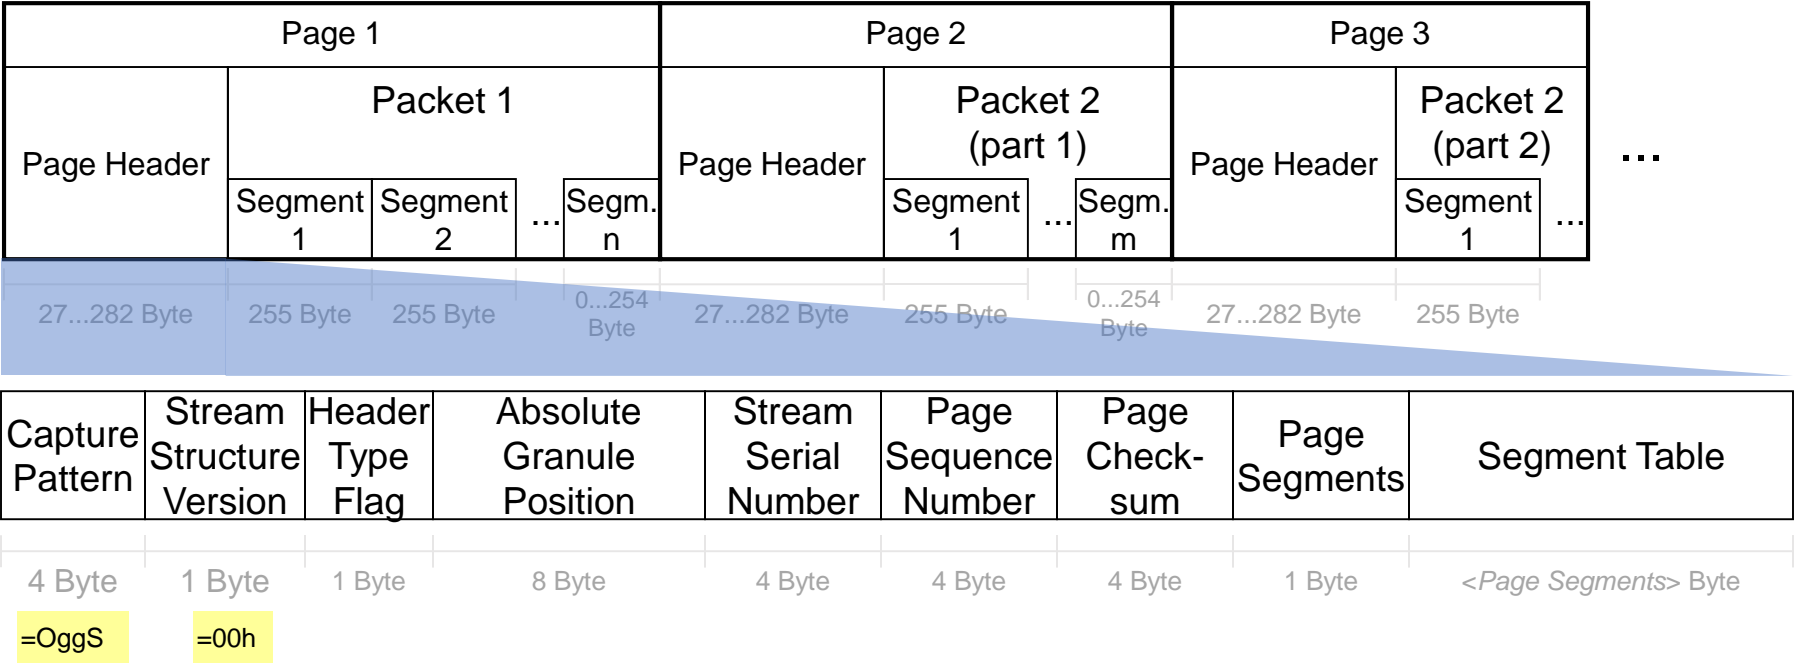 Page 1
Page 2
Page 3
Page Header
Packet 1
Segment
1
Segment
2
...
Segm.
n
Page Header
Packet 2
(part 1)
Segment
1
...
Segm.
m
Page Header
Packet 2
(part 2)
Segment
1
...
...
27...282 Byte
255 Byte
255 Byte
0...254
Byte
27...282 Byte
255 Byte
0...254
Byte
27...282 Byte
255 Byte
Capture
Pattern
Stream
Structure
Version
Header
Type
Flag
Absolute
Granule
Position
Stream
Serial
Number
Page
Sequence
Number
Page
Check-
sum
Page
Segments
Segment Table
4 Byte
1 Byte
1 Byte
8 Byte
4 Byte
4 Byte
4 Byte
1 Byte
<Page Segments> Byte
=OggS
=00h